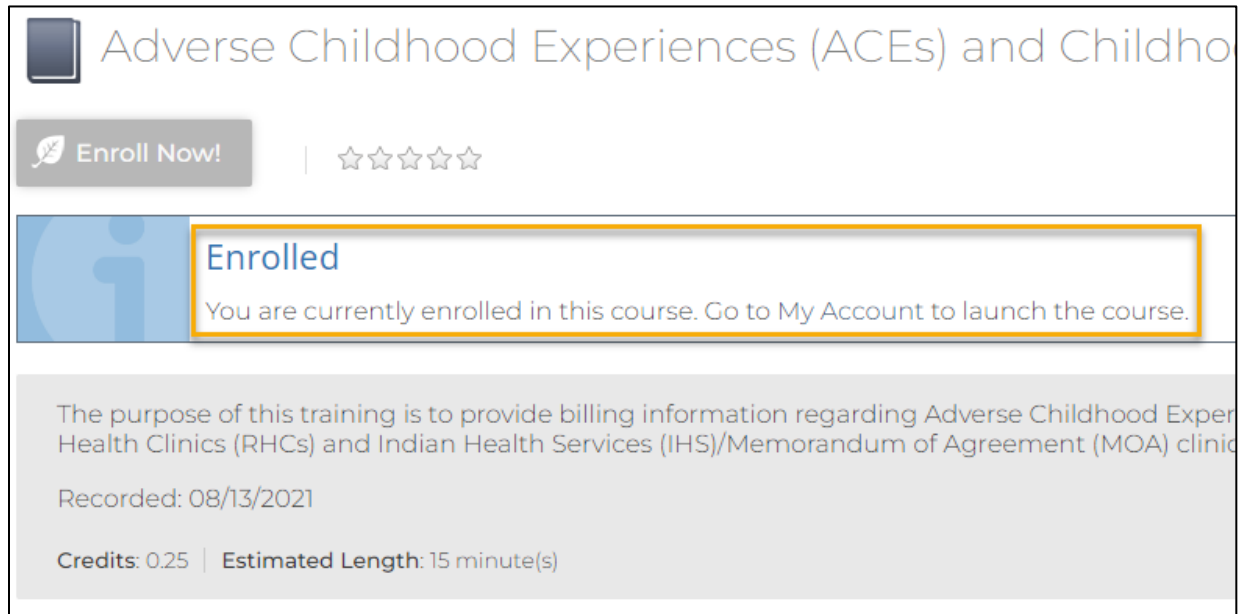 Adverse Childhood Experiences (ACEs) and
Enroll Now!
Enrolled
You are currently enrolled in this course. Go to My Account to launch the course.
The purpose of this training is to provide billing information regarding Adverse Childhood
Health Clinics (RHCs) and Indian Health Services (IHS)/Memorandum of Agreement (MOA)
Recorded: 08/13/2021
Credits: 0.25 | Estimated Length: 15 minute(s)